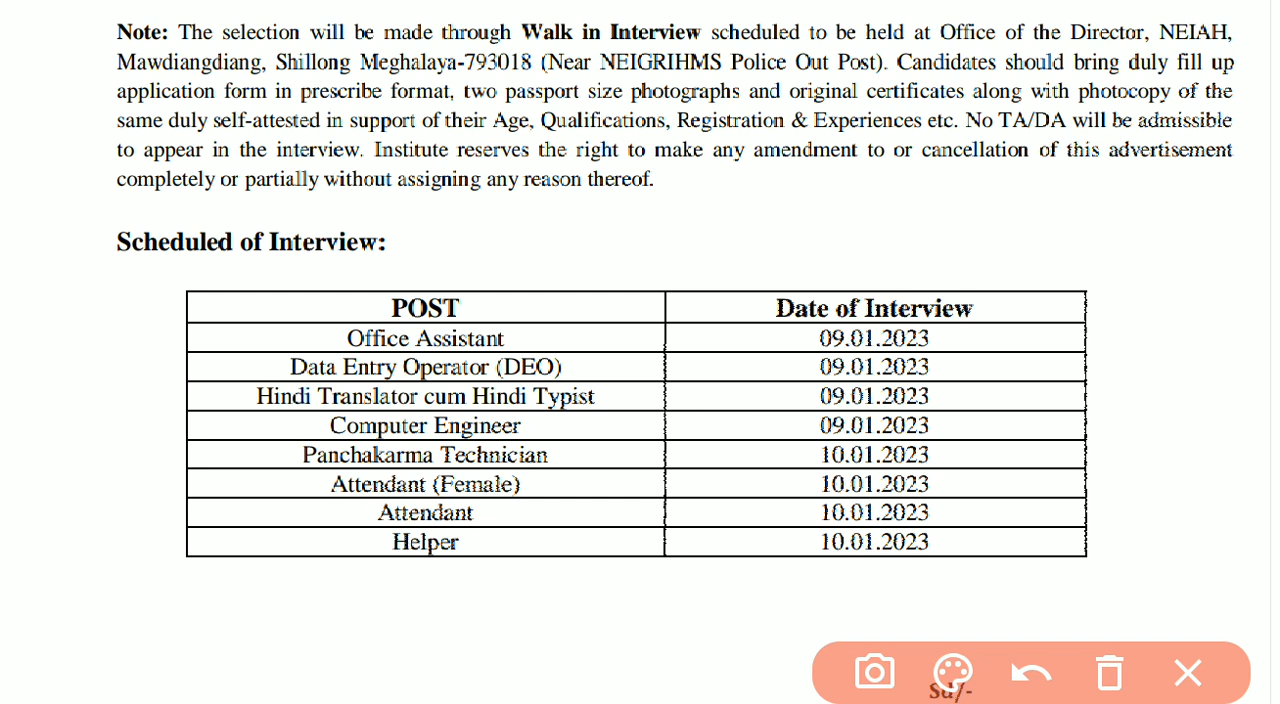 Note: The selection will be made through Walk in Interview scheduled to be held at Office of the Director, NEIAH,
Mawdiangdiang, Shillong Meghalaya-793018 (Near NEIGRIHMS Police Out Post). Candidates should bring duly fill up
application form in prescribe format, two passport size photographs and original certificates along with photocopy of the
same duly self-attested in support of their Age, Qualifications, Registration & Experiences etc. No TA/DA will be admissible
to appear in the interview. Institute reserves the right to make any amendment to or cancellation of this advertisement
completely or partially without assigning any reason thereof.
Scheduled of Interview:
POST Date of Interview
Office Assistant 09.01.2023
Data Entry Operator (DEO) 09.01.2023
Hindi Translator cum Hindi Typist 09.01.2023
Computer Engineer 09.01.2023
Panchakarma Technician 10.01.2023
Attendant (Female) 10.01.2023
Attendant 10.01.2023
Helper 10.01.2023
Sd/-